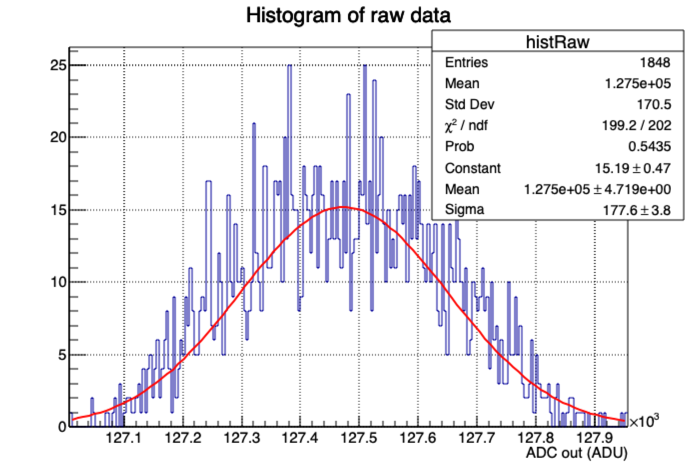 Histogram of raw data
histRaw
Entries 1848
Mean 1.275e+05
Std Dev 170.5
χ² / ndf 199.2 / 202
Prob 0.5435
Constant 15.19 ± 0.47
Mean 1.275e+05 ± 4.719e+00
Sigma 177.6 ± 3.8
25
20
15
10
5
0
127.1 127.2 127.3 127.4 127.5 127.6 127.7 127.8 127.9 ×10³
ADC out (ADU)